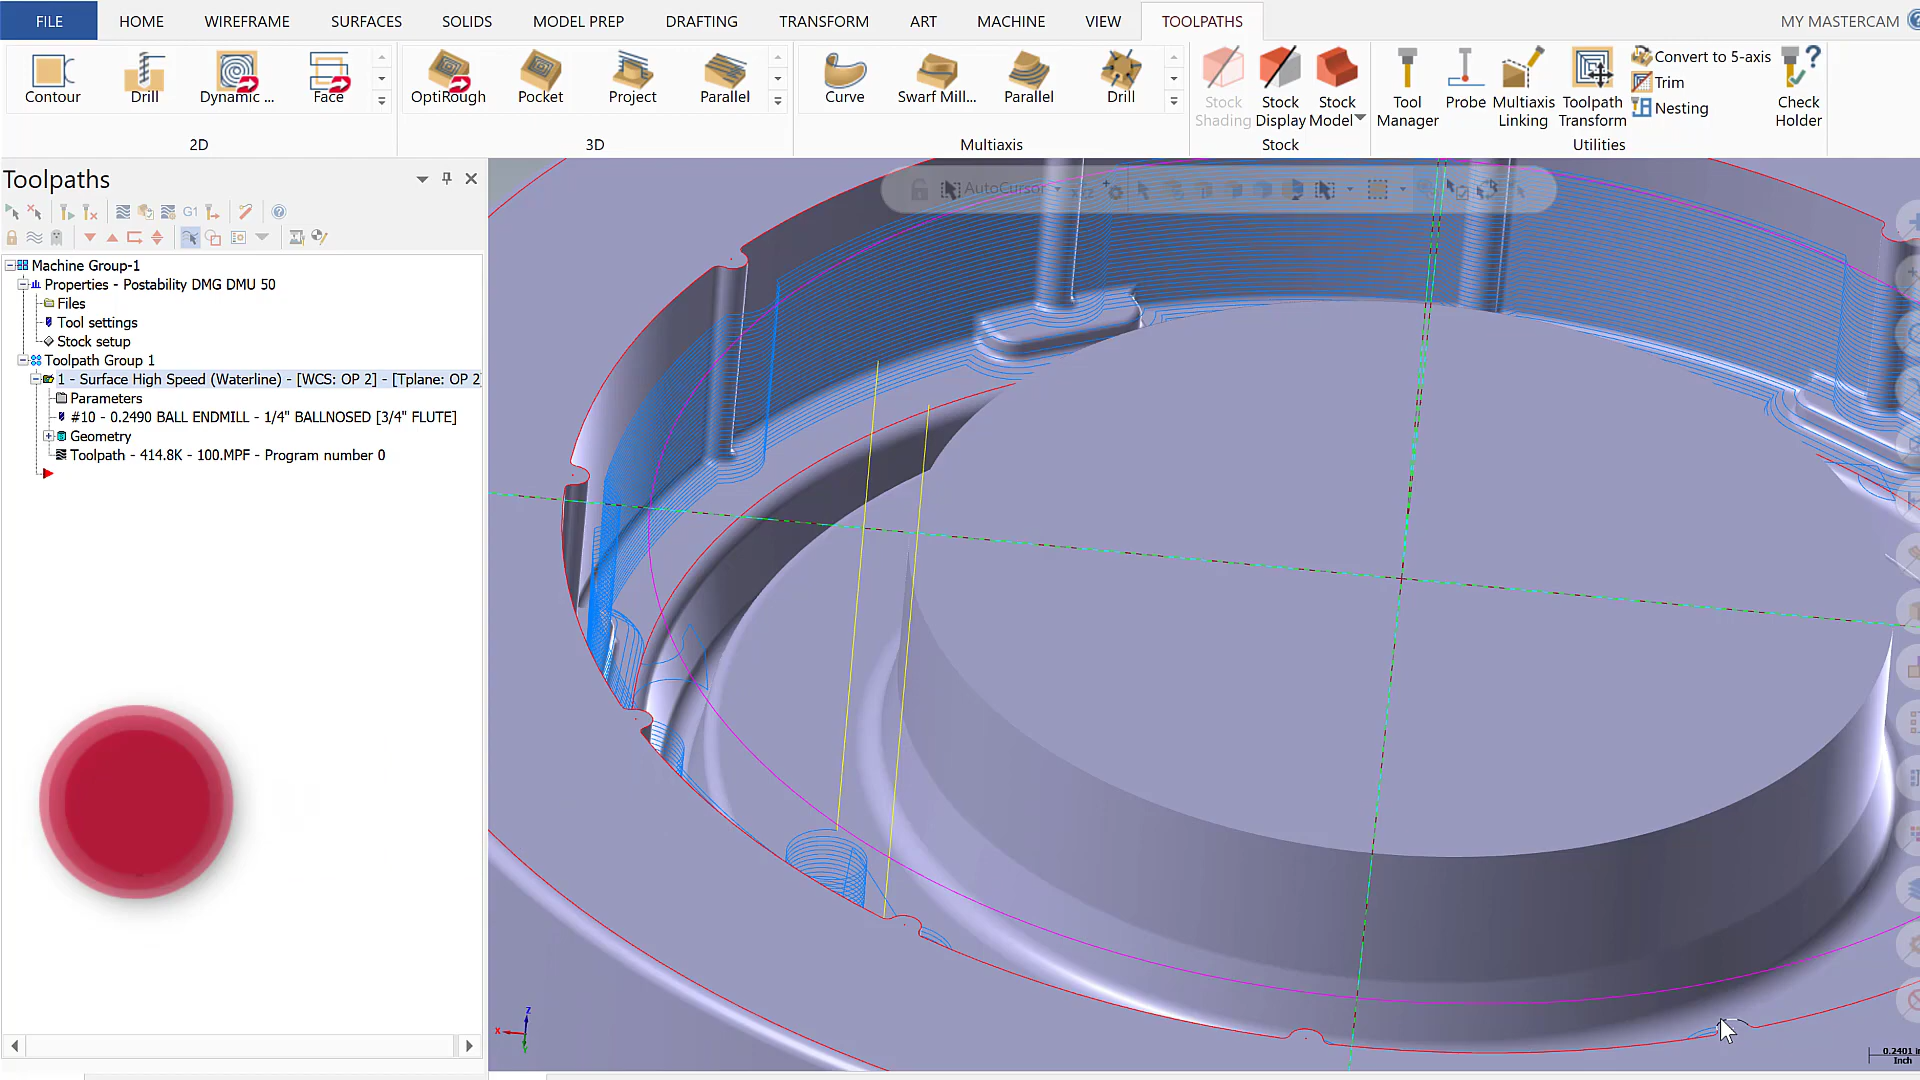 FILE HOME WIREFRAME SURFACES SOLIDS MODEL PREP DRAFTING TRANSFORM ART MACHINE VIEW TOOLPATHS MY MASTERCAM
Contour Drill Dynamic ... Face
2D
OptiRough Pocket Project Parallel
3D
Curve Swarf Mill... Parallel Drill
Multiaxis
Stock Shading
Stock Display
Stock Model
Stock
Tool Manager
Probe
Multiaxis Linking
Toolpath Transform
Convert to 5-axis
Trim
Nesting
Utilities
Check Holder
Toolpaths
G1
AutoCursor
Machine Group-1
Properties - Postability DMG DMU 50
Files
Tool settings
Stock setup
Toolpath Group 1
1 - Surface High Speed (Waterline) - [WCS: OP 2] - [Tplane: OP 2]
Parameters
#10 - 0.2490 BALL ENDMILL - 1/4" BALLNOSED [3/4" FLUTE]
Geometry
Toolpath - 414.8K - 100.MPF - Program number 0
Z
X
Y
0.2401 in
Inch